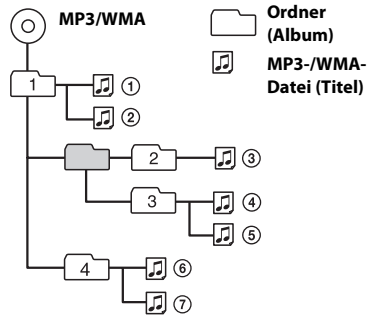 MP3/WMA
Ordner
(Album)
MP3-/WMA-
Datei (Titel)
1
①
②
2
③
3
④
⑤
4
⑥
⑦